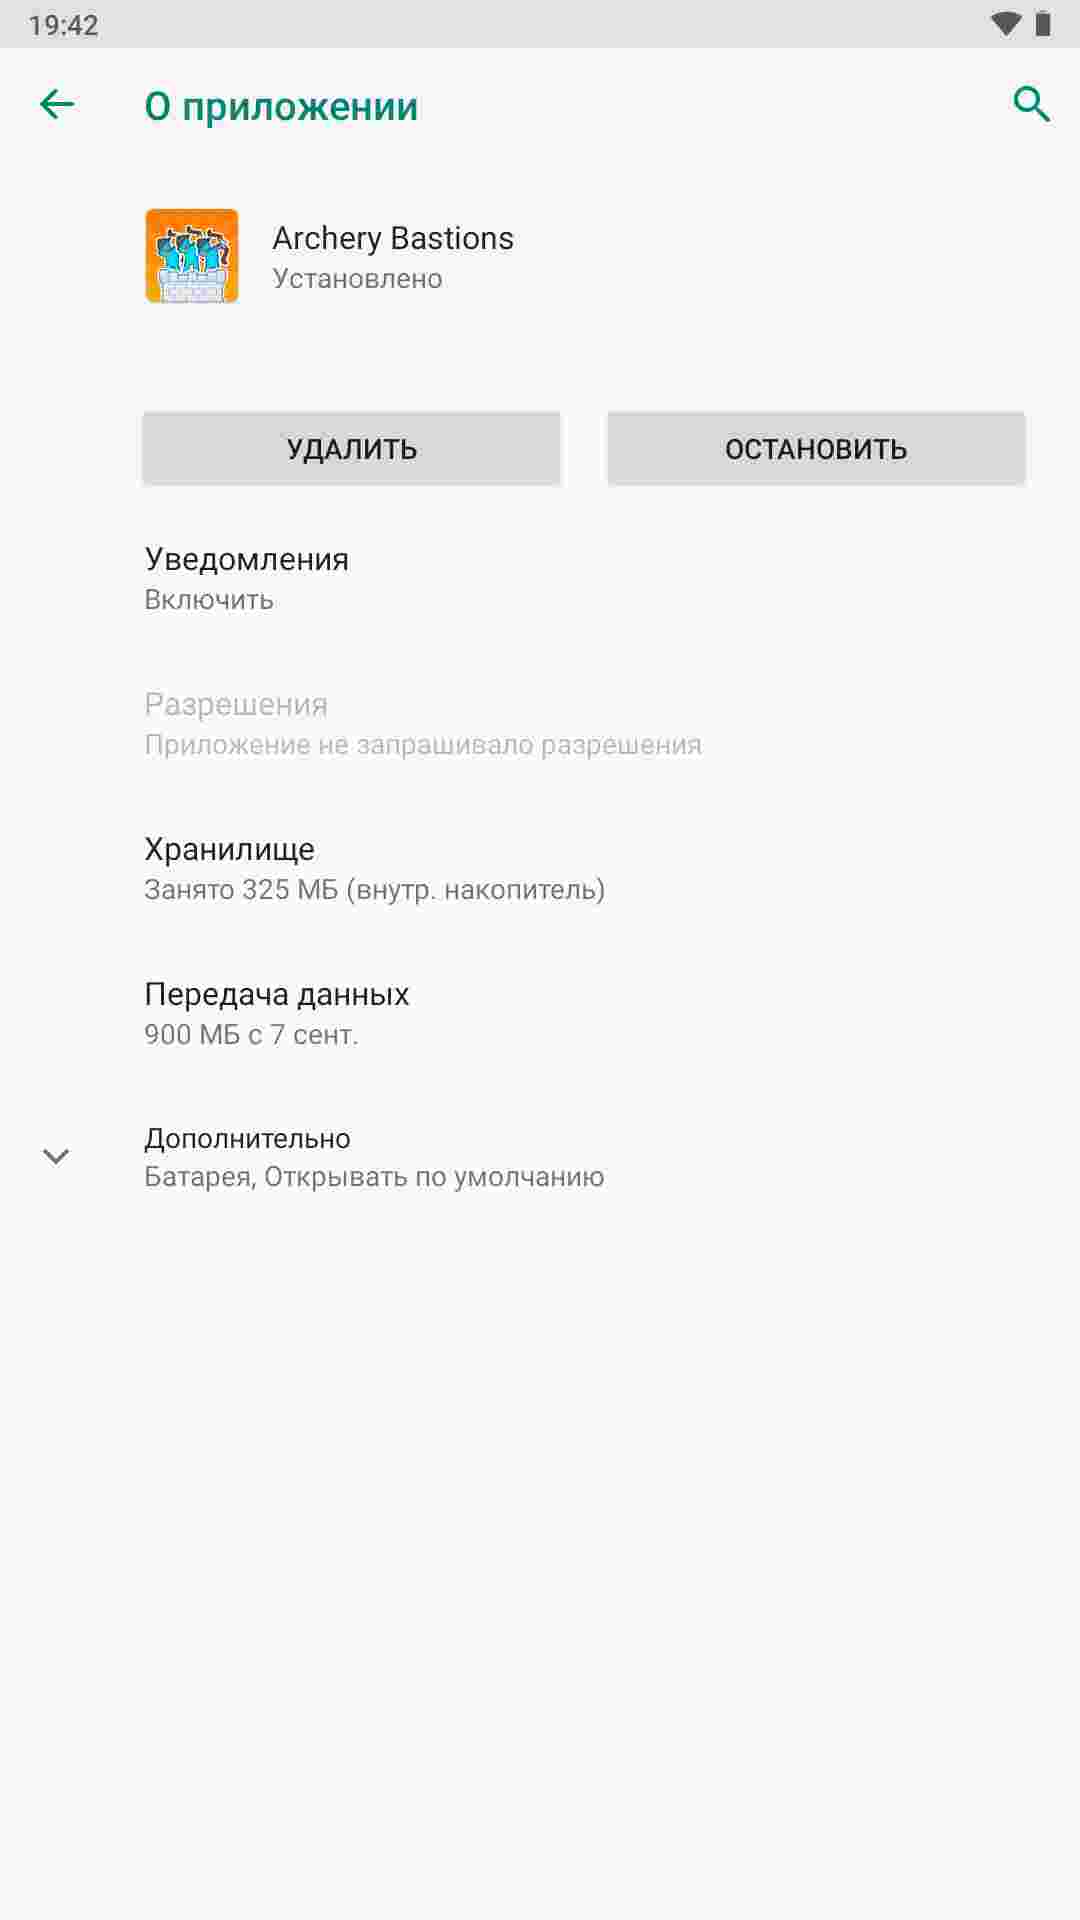 19:42
О приложении
Archery Bastions
Установлено
УДАЛИТЬ
ОСТАНОВИТЬ
Уведомления
Включить
Разрешения
Приложение не запрашивало разрешения
Хранилище
Занято 325 МБ (внутр. накопитель)
Передача данных
900 МБ с 7 сент.
Дополнительно
Батарея, Открывать по умолчанию